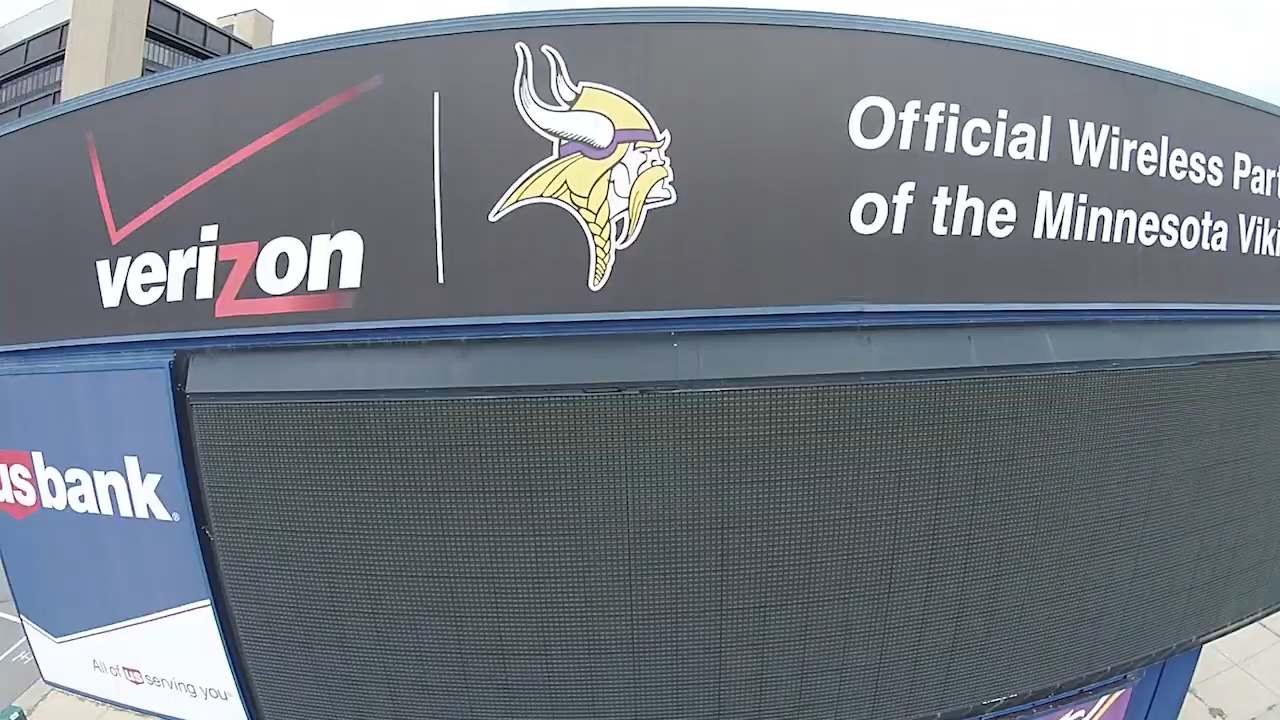 verizon
Official Wireless Part
of the Minnesota Viki
usbank®
All of us serving you®